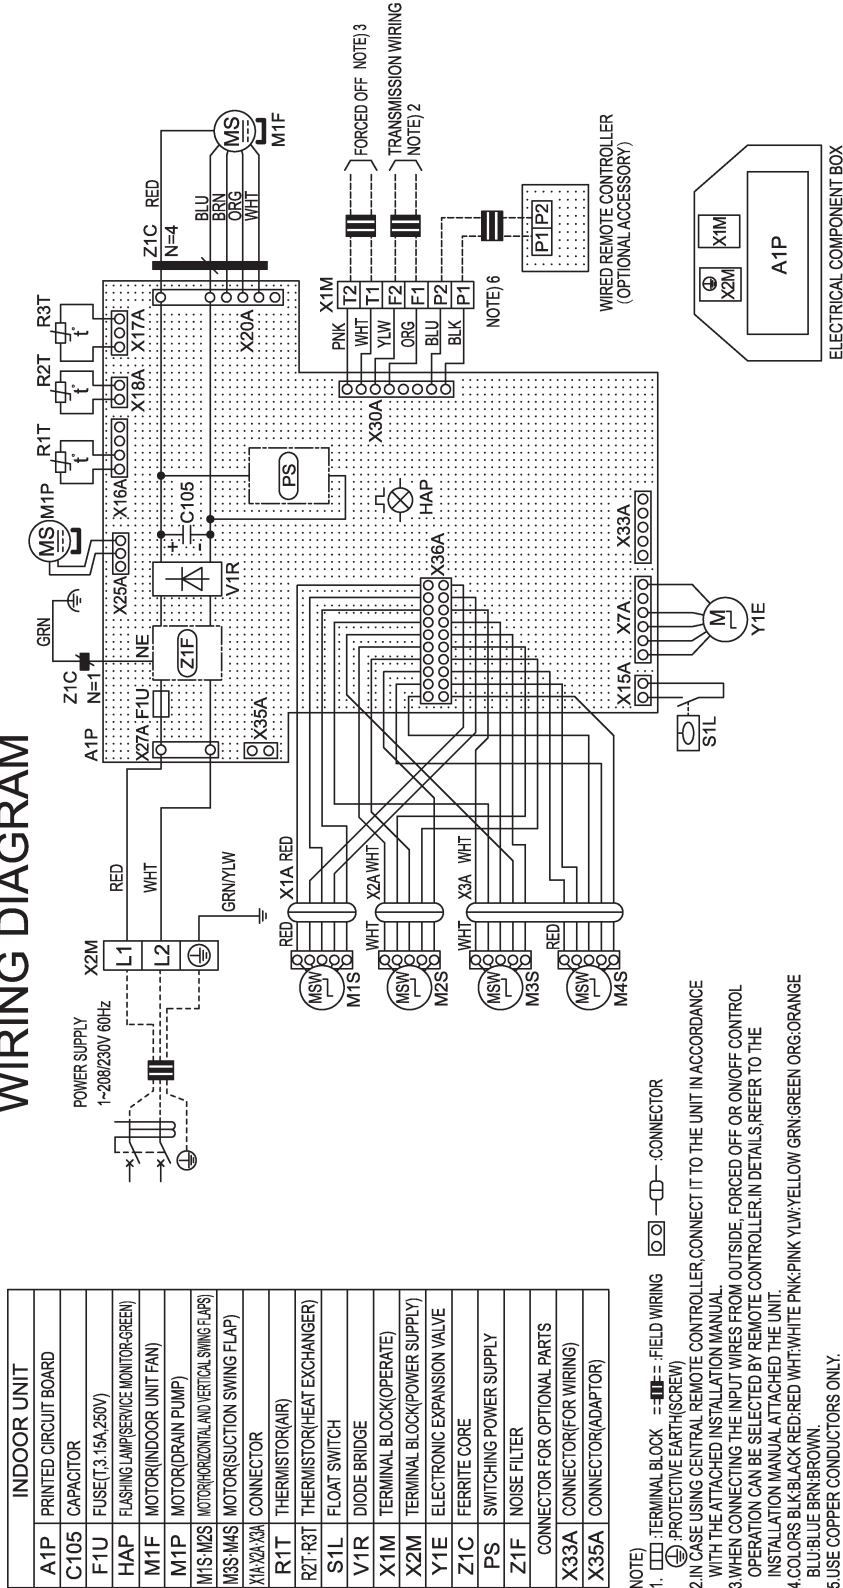 WIRING DIAGRAM
POWER SUPPLY
1~208/230V 60Hz
X2M
L1
L2
RED
WHT
GRN/YLW
A1P
X27A
F1U
X35A
Z1C
N=1
GRN
NE
Z1F
V1R
C105
+
-
PS
HAP
X25A
M1P
MS
X16A
R1T
t°
X18A
R2T
t°
X17A
R3T
t°
X20A
Z1C
N=4
RED
BLU
BRN
ORG
WHT
MS
M1F
X30A
PNK
WHT
YLW
ORG
BLU
BLK
X1M
T2
T1
F2
F1
P2
P1
FORCED OFF NOTE) 3
TRANSMISSION WIRING
NOTE) 2
NOTE) 6
P1
P2
WIRED REMOTE CONTROLLER
(OPTIONAL ACCESSORY)
X36A
X33A
X7A
X15A
M
Y1E
S1L
X1A
RED
RED
MSW
M1S
X2A
WHT
WHT
MSW
M2S
X3A
WHT
WHT
MSW
M3S
RED
MSW
M4S
X2M
X1M
A1P
ELECTRICAL COMPONENT BOX
INDOOR UNIT
A1P PRINTED CIRCUIT BOARD
C105 CAPACITOR
F1U FUSE(T,3.15A,250V)
HAP FLASHING LAMP(SERVICE MONITOR-GREEN)
M1F MOTOR(INDOOR UNIT FAN)
M1P MOTOR(DRAIN PUMP)
M1S·M2S MOTOR(HORIZONTAL AND VERTICAL SWING FLAPS)
M3S·M4S MOTOR(SUCTION SWING FLAP)
X1A·X2A·X3A CONNECTOR
R1T THERMISTOR(AIR)
R2T·R3T THERMISTOR(HEAT EXCHANGER)
S1L FLOAT SWITCH
V1R DIODE BRIDGE
X1M TERMINAL BLOCK(OPERATE)
X2M TERMINAL BLOCK(POWER SUPPLY)
Y1E ELECTRONIC EXPANSION VALVE
Z1C FERRITE CORE
PS SWITCHING POWER SUPPLY
Z1F NOISE FILTER
CONNECTOR FOR OPTIONAL PARTS
X33A CONNECTOR(FOR WIRING)
X35A CONNECTOR(ADAPTOR)
NOTE)
1. :TERMINAL BLOCK :FIELD WIRING :CONNECTOR
:PROTECTIVE EARTH(SCREW)
2.IN CASE USING CENTRAL REMOTE CONTROLLER,CONNECT IT TO THE UNIT IN ACCORDANCE
WITH THE ATTACHED INSTALLATION MANUAL.
3.WHEN CONNECTING THE INPUT WIRES FROM OUTSIDE, FORCED OFF OR ON/OFF CONTROL
OPERATION CAN BE SELECTED BY REMOTE CONTROLLER.IN DETAILS,REFER TO THE
INSTALLATION MANUAL ATTACHED THE UNIT.
4.COLORS BLK:BLACK RED:RED WHT:WHITE PNK:PINK YLW:YELLOW GRN:GREEN ORG:ORANGE
BLU:BLUE BRN:BROWN.
5.USE COPPER CONDUCTORS ONLY.